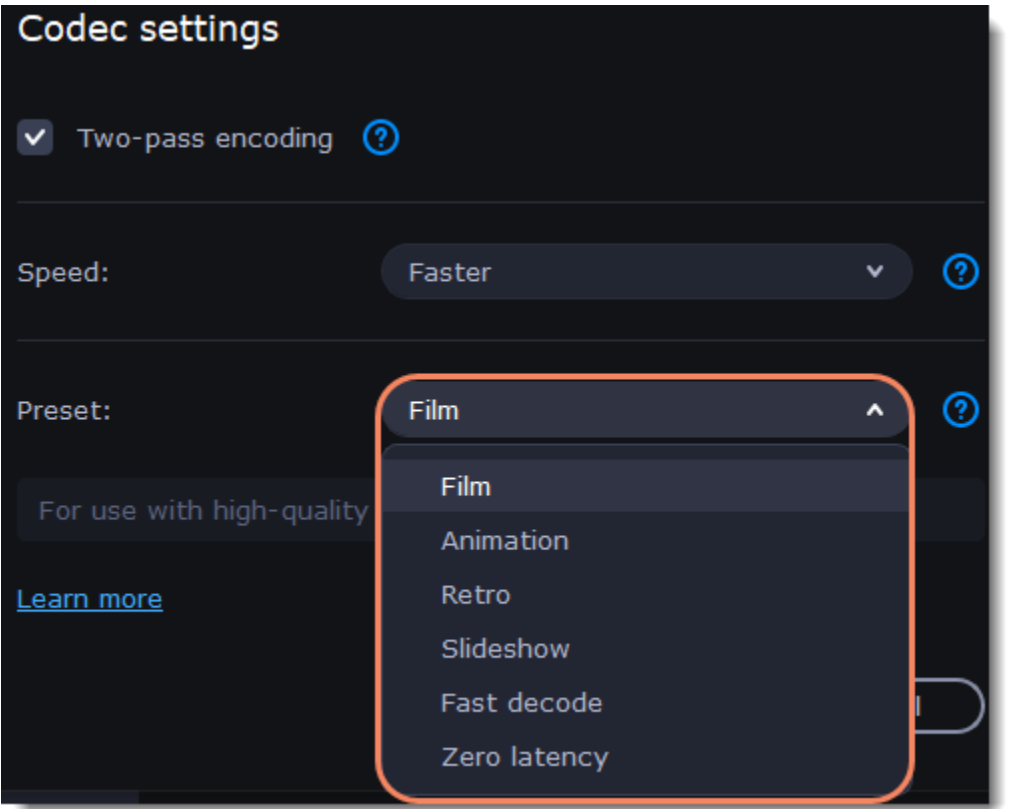 Codec settings
Two-pass encoding ?
Speed: Faster ?
Preset: Film ?
For use with high-quality
Film
Animation
Retro
Learn more
Slideshow
Fast decode
Zero latency